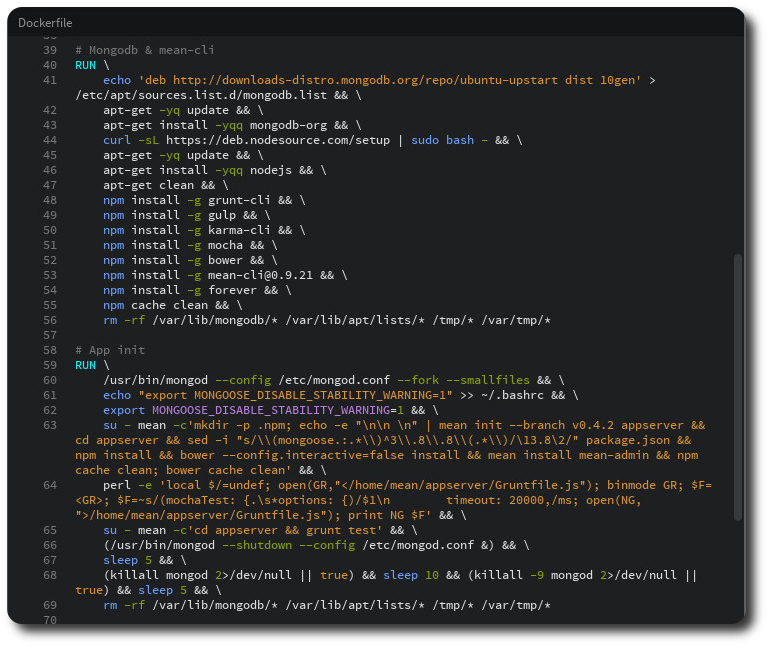 Dockerfile
38
39 # Mongodb & mean-cli
40 RUN \
41 echo 'deb http://downloads-distro.mongodb.org/repo/ubuntu-upstart dist 10gen' >
/etc/apt/sources.list.d/mongodb.list && \
42 apt-get -yq update && \
43 apt-get install -yqq mongodb-org && \
44 curl -sL https://deb.nodesource.com/setup | sudo bash - && \
45 apt-get -yq update && \
46 apt-get install -yqq nodejs && \
47 apt-get clean && \
48 npm install -g grunt-cli && \
49 npm install -g gulp && \
50 npm install -g karma-cli && \
51 npm install -g mocha && \
52 npm install -g bower && \
53 npm install -g mean-cli@0.9.21 && \
54 npm install -g forever && \
55 npm cache clean && \
56 rm -rf /var/lib/mongodb/* /var/lib/apt/lists/* /tmp/* /var/tmp/*
57
58 # App init
59 RUN \
60 /usr/bin/mongod --config /etc/mongod.conf --fork --smallfiles && \
61 echo "export MONGOOSE_DISABLE_STABILITY_WARNING=1" >> ~/.bashrc && \
62 export MONGOOSE_DISABLE_STABILITY_WARNING=1 && \
63 su - mean -c'mkdir -p .npm; echo -e "\n\n \n" | mean init --branch v0.4.2 appserver &&
cd appserver && sed -i "s/\\(mongoose.:.*\\)^3\\.8\\.8\\(.*\\)/\13.8\2/" package.json &&
npm install && bower --config.interactive=false install && mean install mean-admin && npm
cache clean; bower cache clean' && \
64 perl -e 'local $/=undef; open(GR,"</home/mean/appserver/Gruntfile.js"); binmode GR; $F=
<GR>; $F=~s/(mochaTest: {.\s*options: {)/$1\n        timeout: 20000,/ms; open(NG,
">/home/mean/appserver/Gruntfile.js"); print NG $F' && \
65 su - mean -c'cd appserver && grunt test' && \
66 (/usr/bin/mongod --shutdown --config /etc/mongod.conf &) && \
67 sleep 5 && \
68 (killall mongod 2>/dev/null || true) && sleep 10 && (killall -9 mongod 2>/dev/null ||
true) && sleep 5 && \
69 rm -rf /var/lib/mongodb/* /var/lib/apt/lists/* /tmp/* /var/tmp/*
70